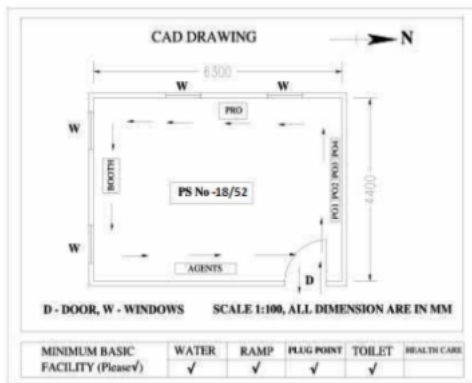 CAD DRAWING
N
6300
W W
PRO
W
BOOTH
PO1 PO2 PO3 PO4
4400
PS No -18/52
W
AGENTS
D
D - DOOR, W - WINDOWS SCALE 1:100, ALL DIMENSION ARE IN MM
MINIMUM BASIC WATER RAMP PLUG POINT TOILET HEALTH CARE
FACILITY (Please√) √ √ √ √